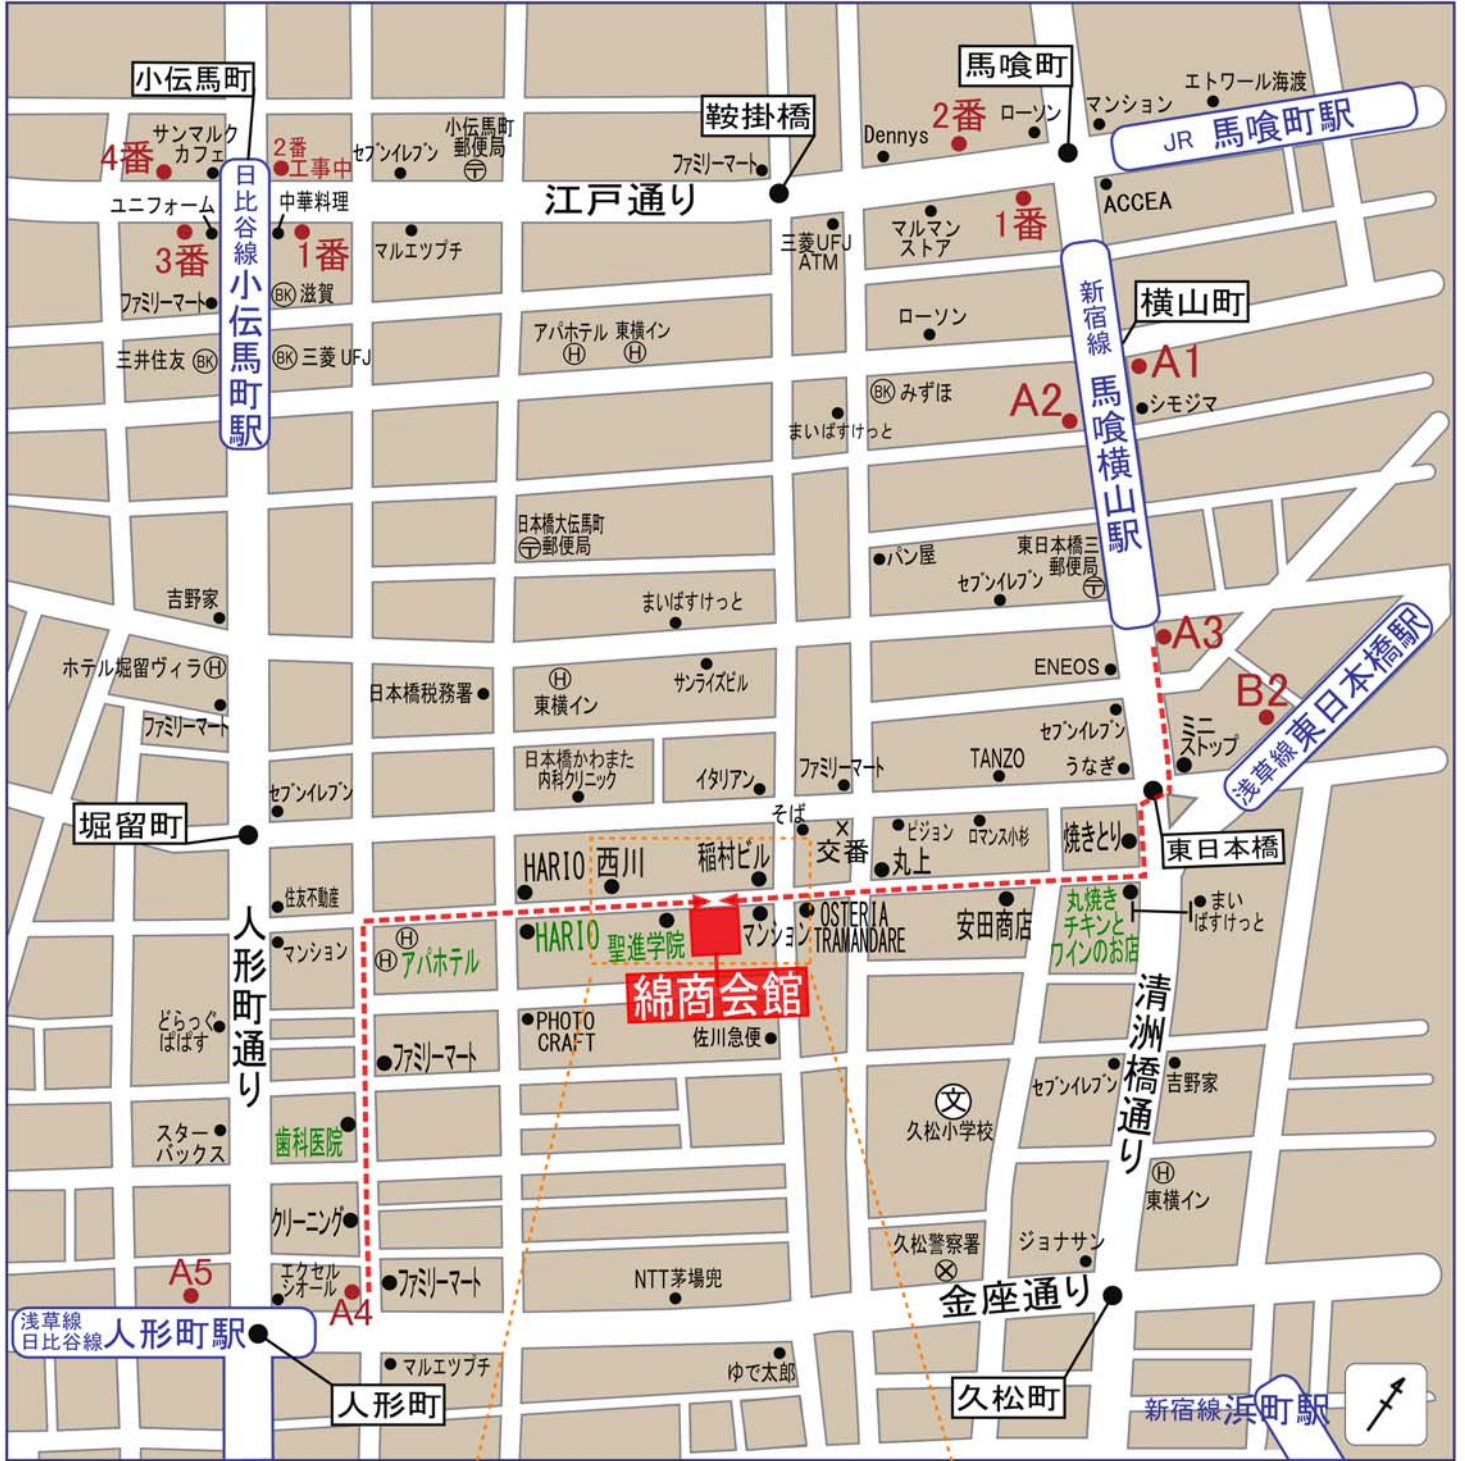 小伝馬町
馬喰町
エトワール海渡
マンション
ローソン
2番
Dennys
JR 馬喰町駅
鞍掛橋
4番
サンマルク
カフェ
2番
工事中
セブンイレブン
小伝馬町
郵便局
〒
ファミリーマート
江戸通り
ACCEA
1番
マルマン
ストア
三菱UFJ
ATM
日比谷線 小伝馬町駅
ユニフォーム
中華料理
3番
1番
マルエツプチ
ファミリーマート
BK 滋賀
三井住友 BK
BK 三菱 UFJ
アパホテル
H
東横イン
H
ローソン
新宿線 馬喰横山駅
横山町
A1
A2
シモジマ
BK みずほ
まいばすけっと
日本橋大伝馬町
〒郵便局
パン屋
東日本橋三
郵便局
〒
セブンイレブン
吉野家
まいばすけっと
A3
ENEOS
ホテル堀留ヴィラ H
ファミリーマート
日本橋税務署
H
東横イン
サンライズビル
B2
浅草線 東日本橋駅
セブンイレブン
ミニ
ストップ
日本橋かわまた
内科クリニック
イタリアン
ファミリーマート
TANZO
うなぎ
セブンイレブン
堀留町
そば
×
交番
ビジョン
ロマンス小杉
丸上
焼きとり
東日本橋
HARIO
西川
稲村ビル
住友不動産
人形町通り
マンション
H
H アパホテル
HARIO
聖進学院
マンション
OSTERIA
TRAMANDARE
安田商店
丸焼き
チキンと
ワインのお店
まい
ばすけっと
綿商会館
清洲橋通り
どらっぐ
ぱぱす
PHOTO
CRAFT
佐川急便
ファミリーマート
セブンイレブン
吉野家
文
久松小学校
スター
バックス
歯科医院
H
東横イン
クリーニング
久松警察署
ジョナサン
A5
エクセル
シオール
A4
ファミリーマート
NTT茅場兜
金座通り
浅草線
日比谷線 人形町駅
マルエツプチ
ゆで太郎
人形町
久松町
新宿線 浜町駅